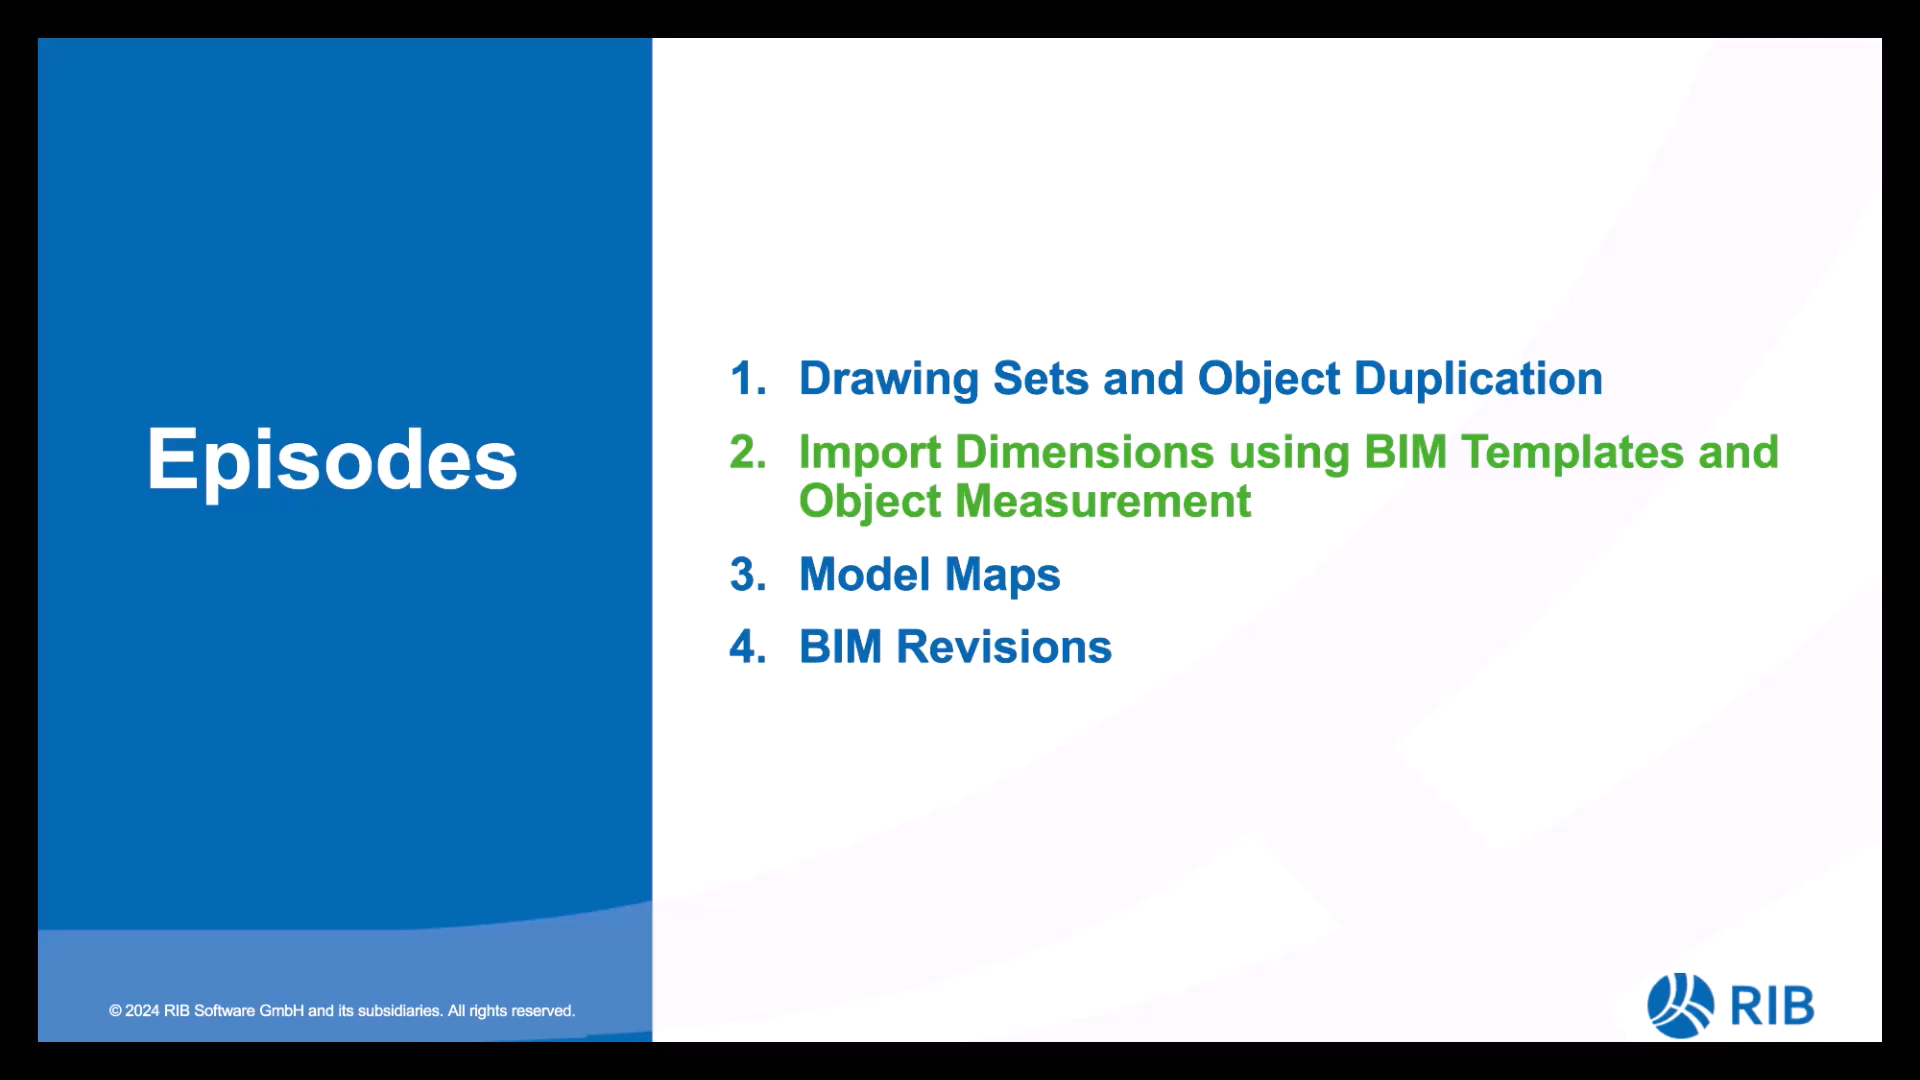 Episodes
1. Drawing Sets and Object Duplication
2. Import Dimensions using BIM Templates and
Object Measurement
3. Model Maps
4. BIM Revisions
© 2024 RIB Software GmbH and its subsidiaries. All rights reserved.
RIB